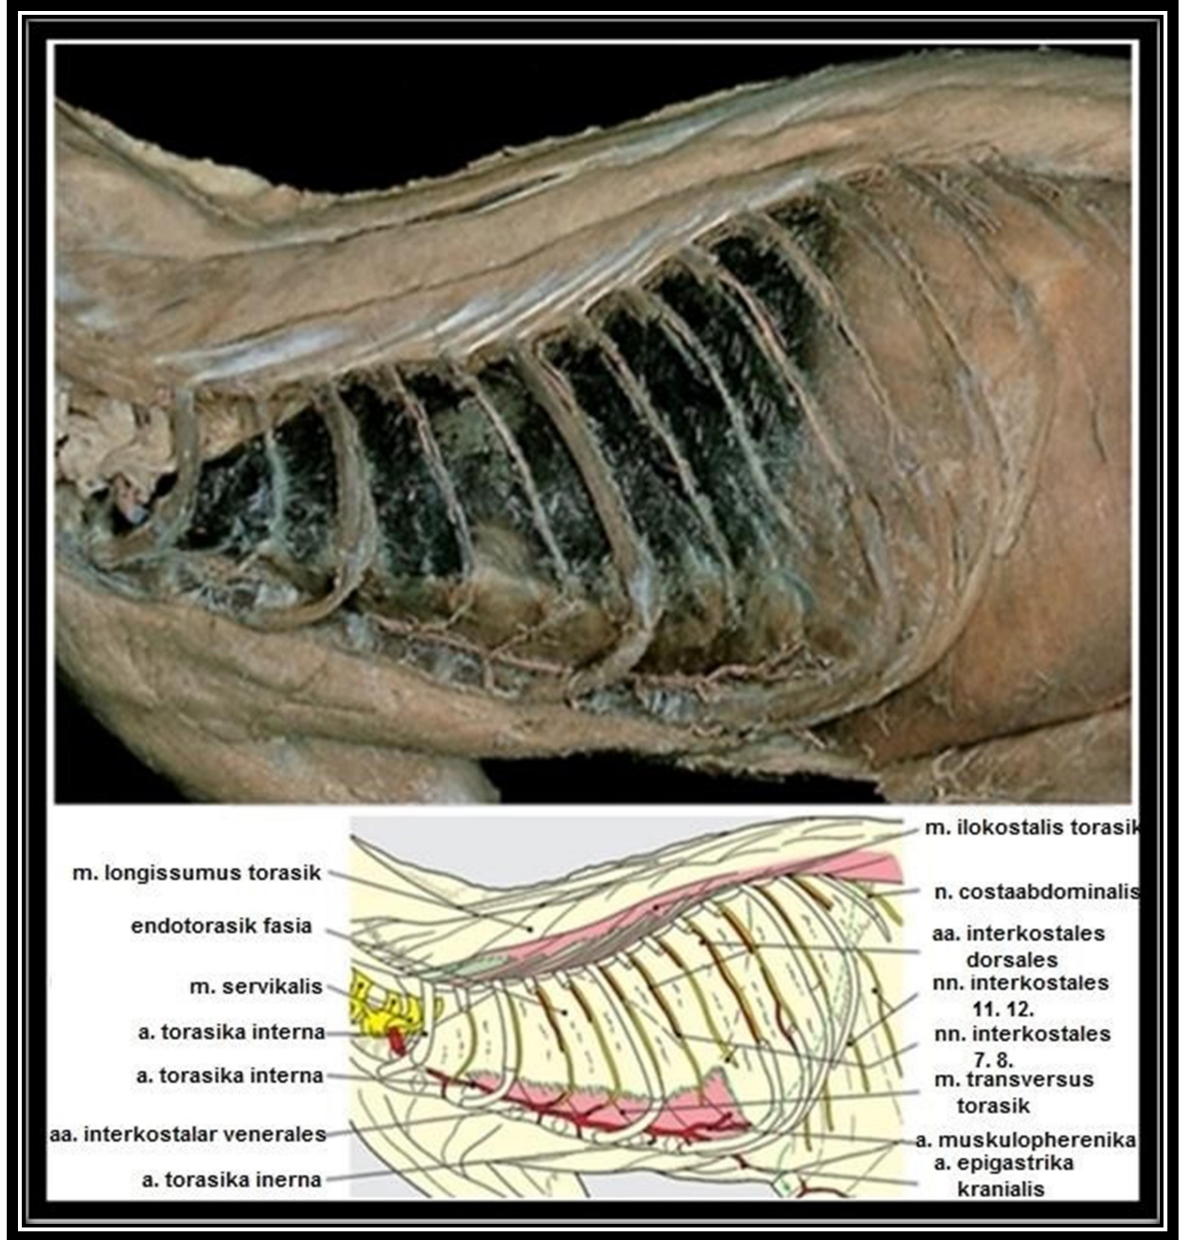 m. longissumus torasik
endotorasik fasia
m. servikalis
a. torasika interna
a. torasika interna
aa. interkostalar venerales
a. torasika inerna
m. ilokostalis torasik
n. costaabdominalis
aa. interkostales
dorsales
nn. interkostales
11. 12.
nn. interkostales
7. 8.
m. transversus
torasik
a. muskulopherenika
a. epigastrika
kranialis